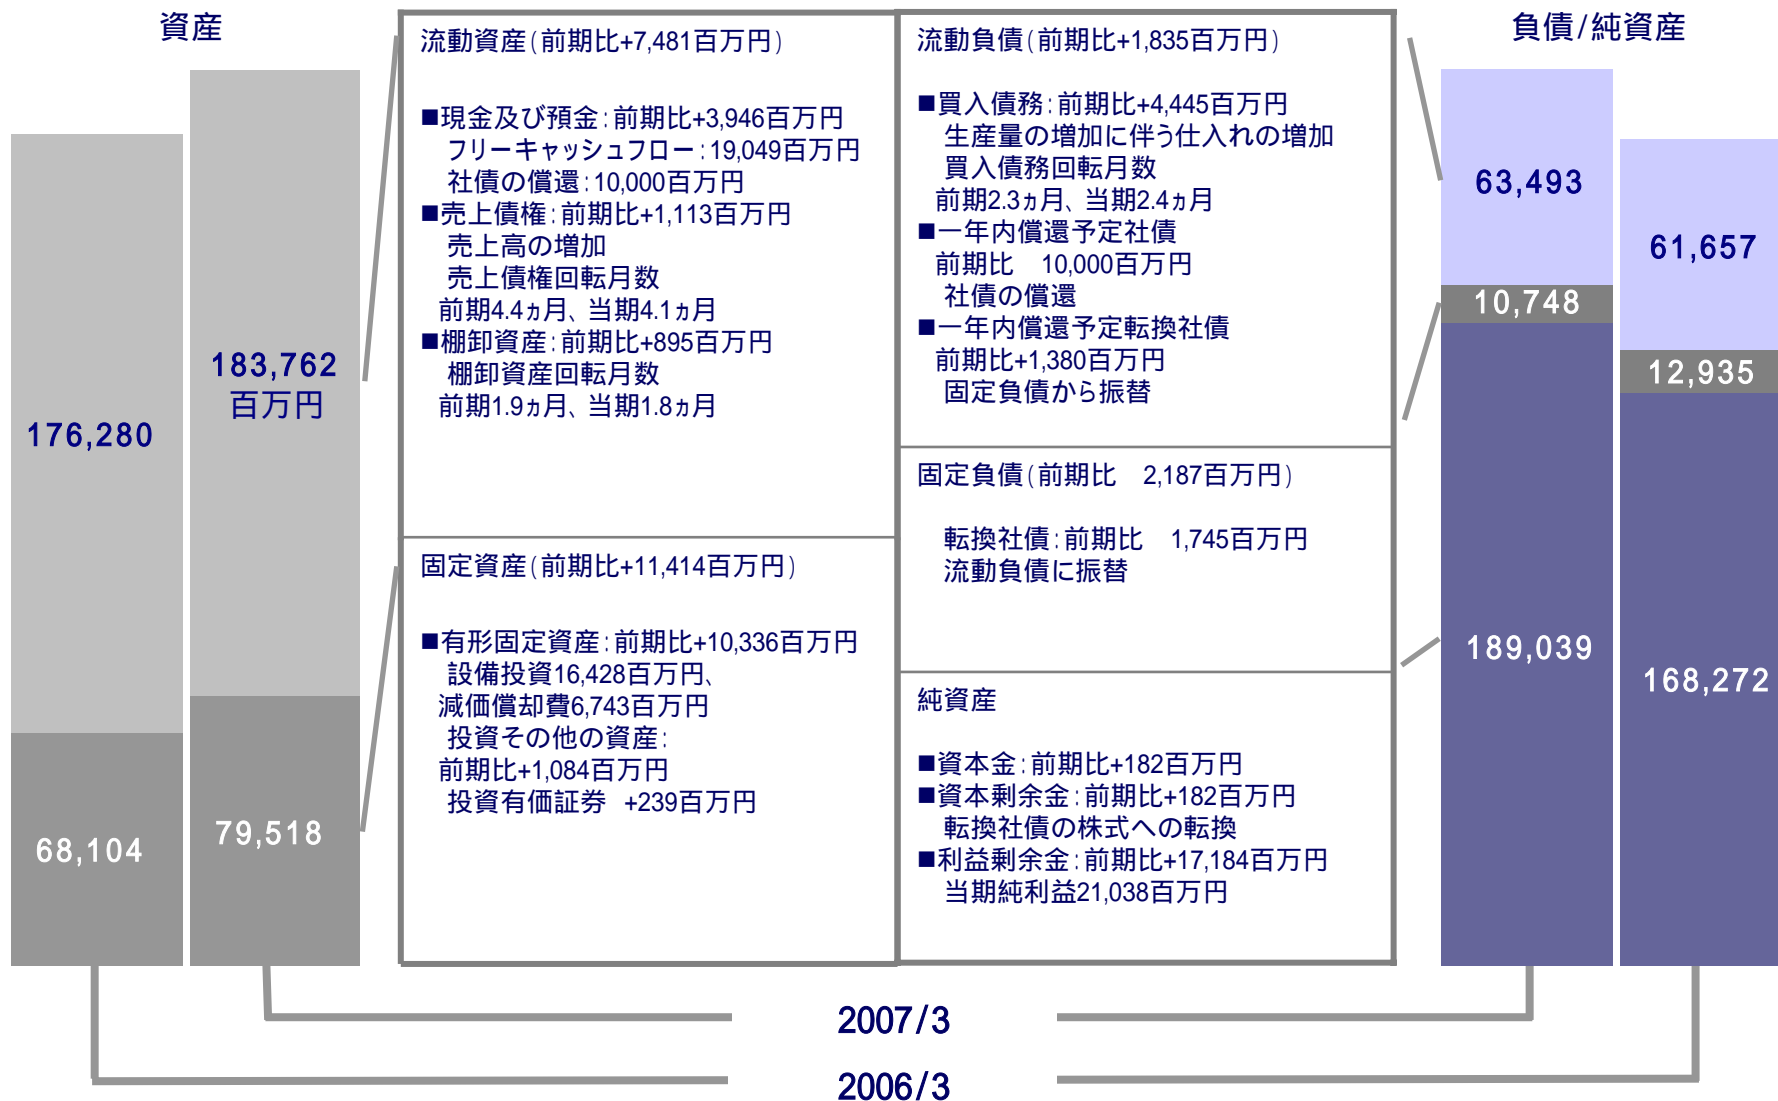 資産
176,280
68,104
183,762
百万円
79,518
流動資産(前期比+7,481百万円)
■現金及び預金:前期比+3,946百万円
フリーキャッシュフロー:19,049百万円
社債の償還:10,000百万円
■売上債権:前期比+1,113百万円
売上高の増加
売上債権回転月数
前期4.4ヵ月、当期4.1ヵ月
■棚卸資産:前期比+895百万円
棚卸資産回転月数
前期1.9ヵ月、当期1.8ヵ月
固定資産(前期比+11,414百万円)
■有形固定資産:前期比+10,336百万円
設備投資16,428百万円、
減価償却費6,743百万円
投資その他の資産:
前期比+1,084百万円
投資有価証券 +239百万円
流動負債(前期比+1,835百万円)
■買入債務:前期比+4,445百万円
生産量の増加に伴う仕入れの増加
買入債務回転月数
前期2.3ヵ月、当期2.4ヵ月
■一年内償還予定社債
前期比　10,000百万円
社債の償還
■一年内償還予定転換社債
前期比+1,380百万円
固定負債から振替
固定負債(前期比　2,187百万円)
転換社債:前期比　1,745百万円
流動負債に振替
純資産
■資本金:前期比+182百万円
■資本剰余金:前期比+182百万円
転換社債の株式への転換
■利益剰余金:前期比+17,184百万円
当期純利益21,038百万円
負債/純資産
63,493
10,748
189,039
61,657
12,935
168,272
2007/3
2006/3